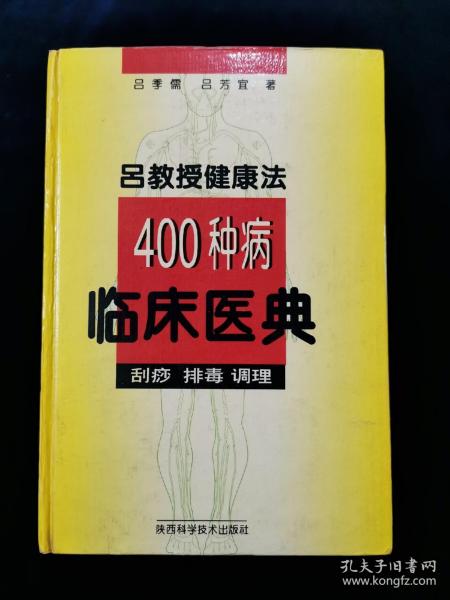 吕季儒 吕芳宜 著
吕教授健康法
400种病
临床医典
刮痧 排毒 调理
陕西科学技术出版社
孔夫子旧书网
www.kongfz.com